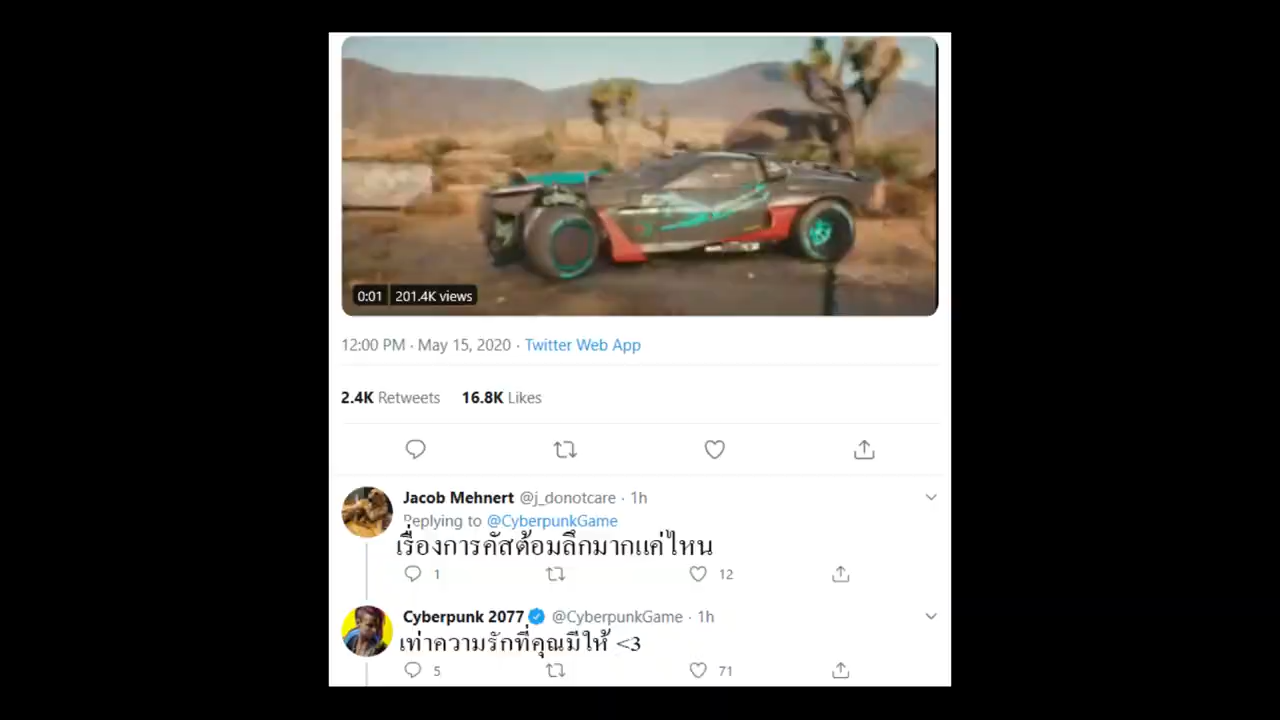 0:01 201.4K views
12:00 PM · May 15, 2020 · Twitter Web App
2.4K Retweets 16.8K Likes
Jacob Mehnert @j_donotcare · 1h
Replying to @CyberpunkGame
เรื่องการคัสต้อมลึกมากแค่ไหน
1 12
Cyberpunk 2077 @CyberpunkGame · 1h
เท่าความรักที่คุณมีให้ <3
5 71